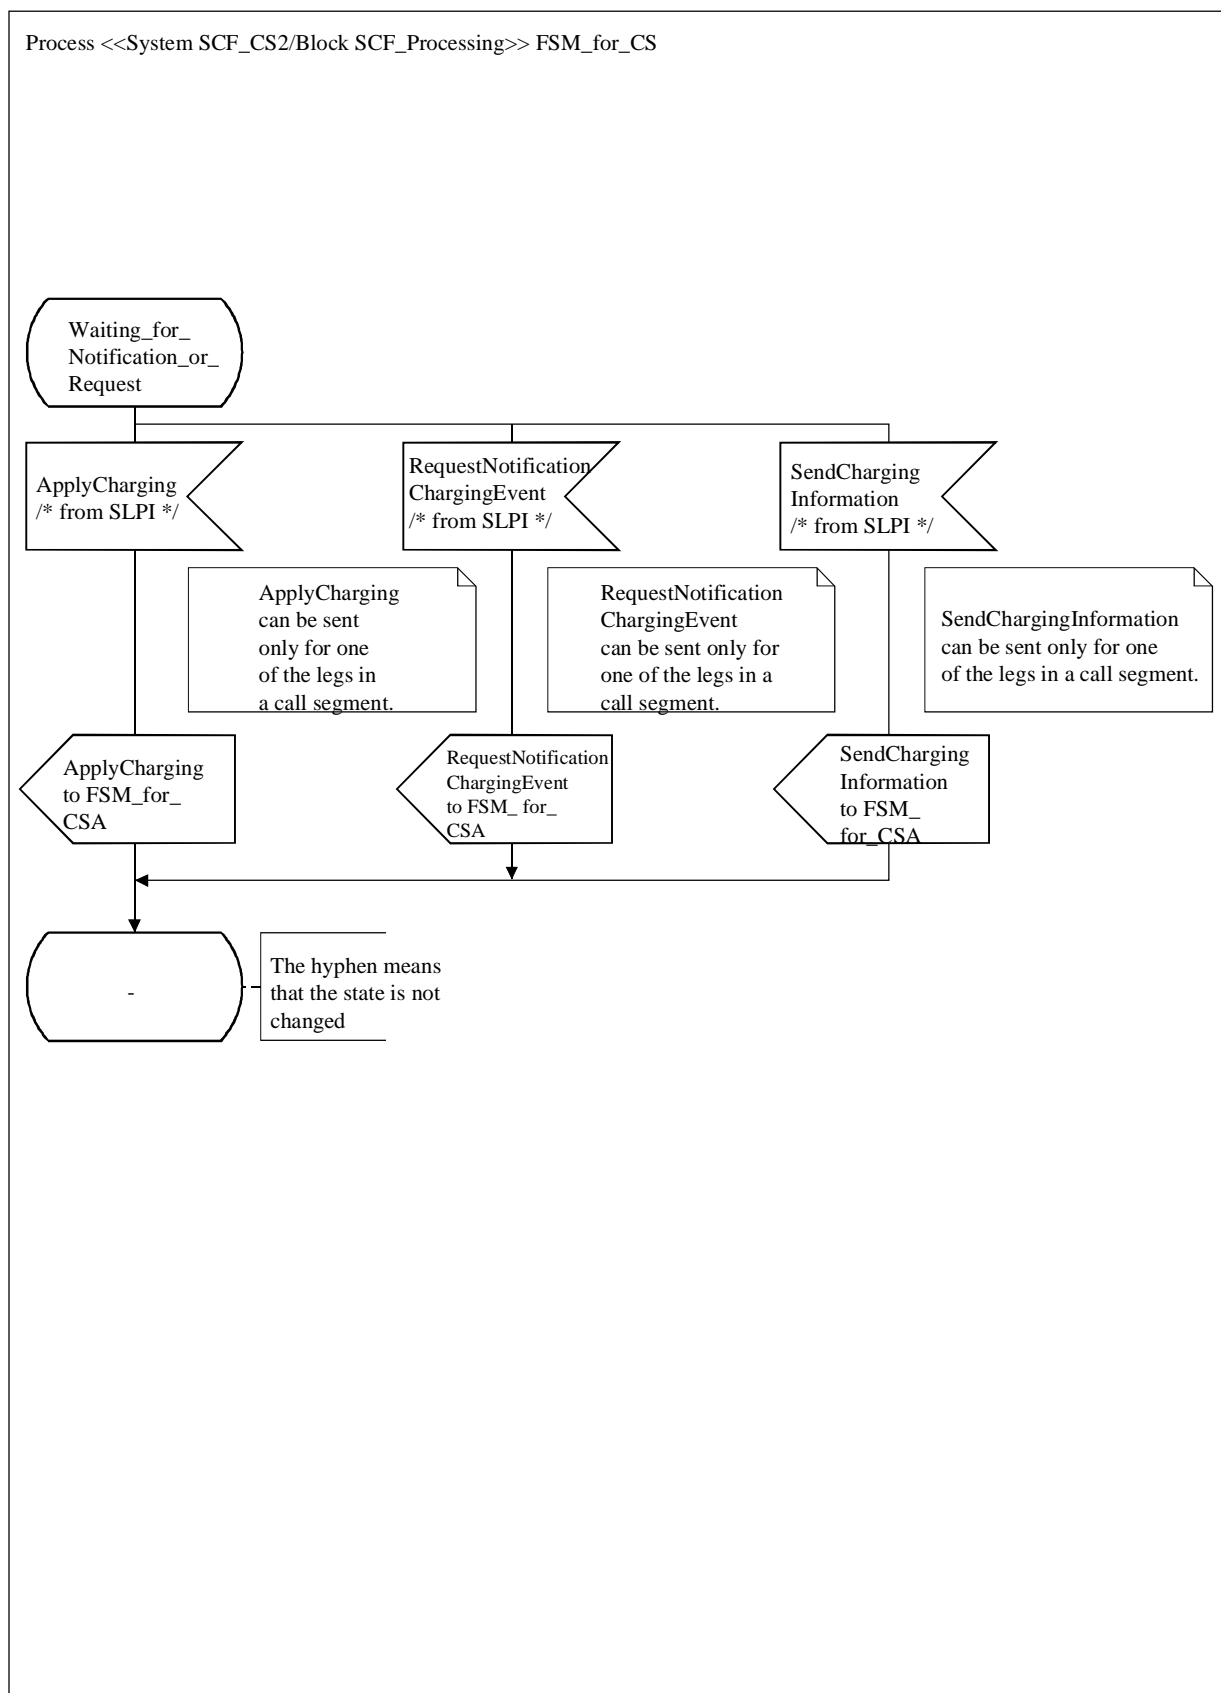 Process <<System SCF_CS2/Block SCF_Processing>> FSM_for_CS
Waiting_for_
Notification_or_
Request
ApplyCharging
/* from SLPI */
RequestNotification
ChargingEvent
/* from SLPI */
SendCharging
Information
/* from SLPI */
ApplyCharging
can be sent
only for one
of the legs in
a call segment.
RequestNotification
ChargingEvent
can be sent only for
one of the legs in a
call segment.
SendChargingInformation
can be sent only for one
of the legs in a call segment.
ApplyCharging
to FSM_for_
CSA
RequestNotification
ChargingEvent
to FSM_ for_
CSA
SendCharging
Information
to FSM_
for_CSA
-
The hyphen means
that the state is not
changed